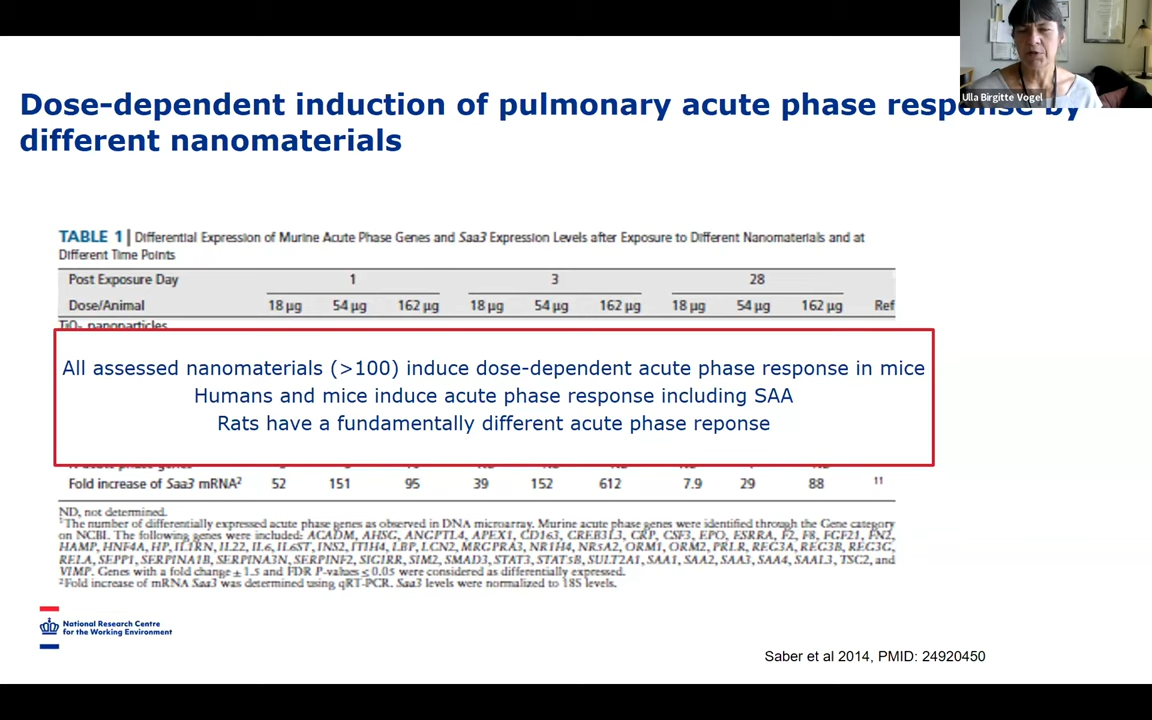 Ulla Birgitte Vogel
Dose-dependent induction of pulmonary acute phase response by
different nanomaterials
TABLE 1 | Differential Expression of Murine Acute Phase Genes and Saa3 Expression Levels after Exposure to Different Nanomaterials and at
Different Time Points
Post Exposure Day 1 3 28
Dose/Animal 18 µg 54 µg 162 µg 18 µg 54 µg 162 µg 18 µg 54 µg 162 µg Ref
TiO2 nanoparticles
All assessed nanomaterials (>100) induce dose-dependent acute phase response in mice
Humans and mice induce acute phase response including SAA
Rats have a fundamentally different acute phase reponse
Fold increase of Saa3 mRNA² 52 151 95 39 152 612 7.9 29 88 11
ND, not determined.
¹The number of differentially expressed acute phase genes as observed in DNA microarray. Murine acute phase genes were identified through the Gene category
on NCBI. The following genes were included: ACADM, AHSG, ANGPTL4, APEX1, CD163, CREB3L3, CRP, CSF3, EPO, ESRRA, F2, F8, FGF21, FN2,
HAMP, HNF4A, HP, IL1RN, IL22, IL6, IL6ST, INS2, ITIH4, LBP, LCN2, MRGPRA3, NR1H4, NR5A2, ORM1, ORM2, PRLR, REG3A, REG3B, REG3G,
RELA, SEPP1, SERPINA1B, SERPINA3N, SERPINF2, SIGIRR, SIM2, SMAD3, STAT3, STAT5B, SULT2A1, SAA1, SAA2, SAA3, SAA4, SAAL1, TSC2, and
VIMP. Genes with a fold change ± 1.5 and FDR P-values ≤ 0.05 were considered as differentially expressed.
²Fold increase of mRNA Saa3 was determined using qRT-PCR. Saa3 levels were normalized to 18S levels.
National Research Centre
for the Working Environment
Saber et al 2014, PMID: 24920450